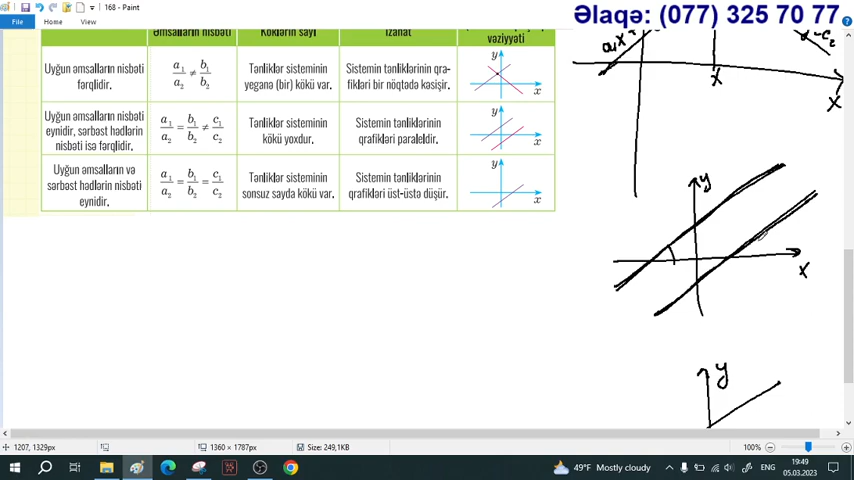 168 - Paint
Əlaqə: (077) 325 70 77
File
Home
View
Əmsalların nisbəti
Köklərin sayı
İzahat
vəziyyəti
Uyğun əmsalların nisbəti fərqlidir.
a₁/a₂ ≠ b₁/b₂
Tənliklər sisteminin yeganə (bir) kökü var.
Sistemin tənliklərinin qrafikləri bir nöqtədə kəsişir.
y
x
Uyğun əmsalların nisbəti eynidir, sərbəst hədlərin nisbəti isə fərqlidir.
a₁/a₂ = b₁/b₂ ≠ c₁/c₂
Tənliklər sisteminin kökü yoxdur.
Sistemin tənliklərinin qrafikləri paraleldir.
y
x
Uyğun əmsalların və sərbəst hədlərin nisbəti eynidir.
a₁/a₂ = b₁/b₂ = c₁/c₂
Tənliklər sisteminin sonsuz sayda kökü var.
Sistemin tənliklərinin qrafikləri üst-üstə düşür.
y
x
x
x
y
x
y
1207, 1329px
1360 × 1787px
Size: 249,1KB
100%
49°F Mostly cloudy
ENG
19:49
05.03.2023